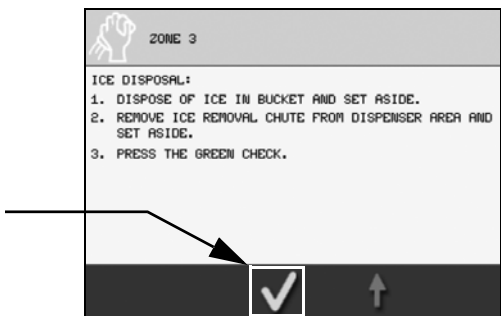 ZONE 3
ICE DISPOSAL:
1. DISPOSE OF ICE IN BUCKET AND SET ASIDE.
2. REMOVE ICE REMOVAL CHUTE FROM DISPENSER AREA AND
SET ASIDE.
3. PRESS THE GREEN CHECK.